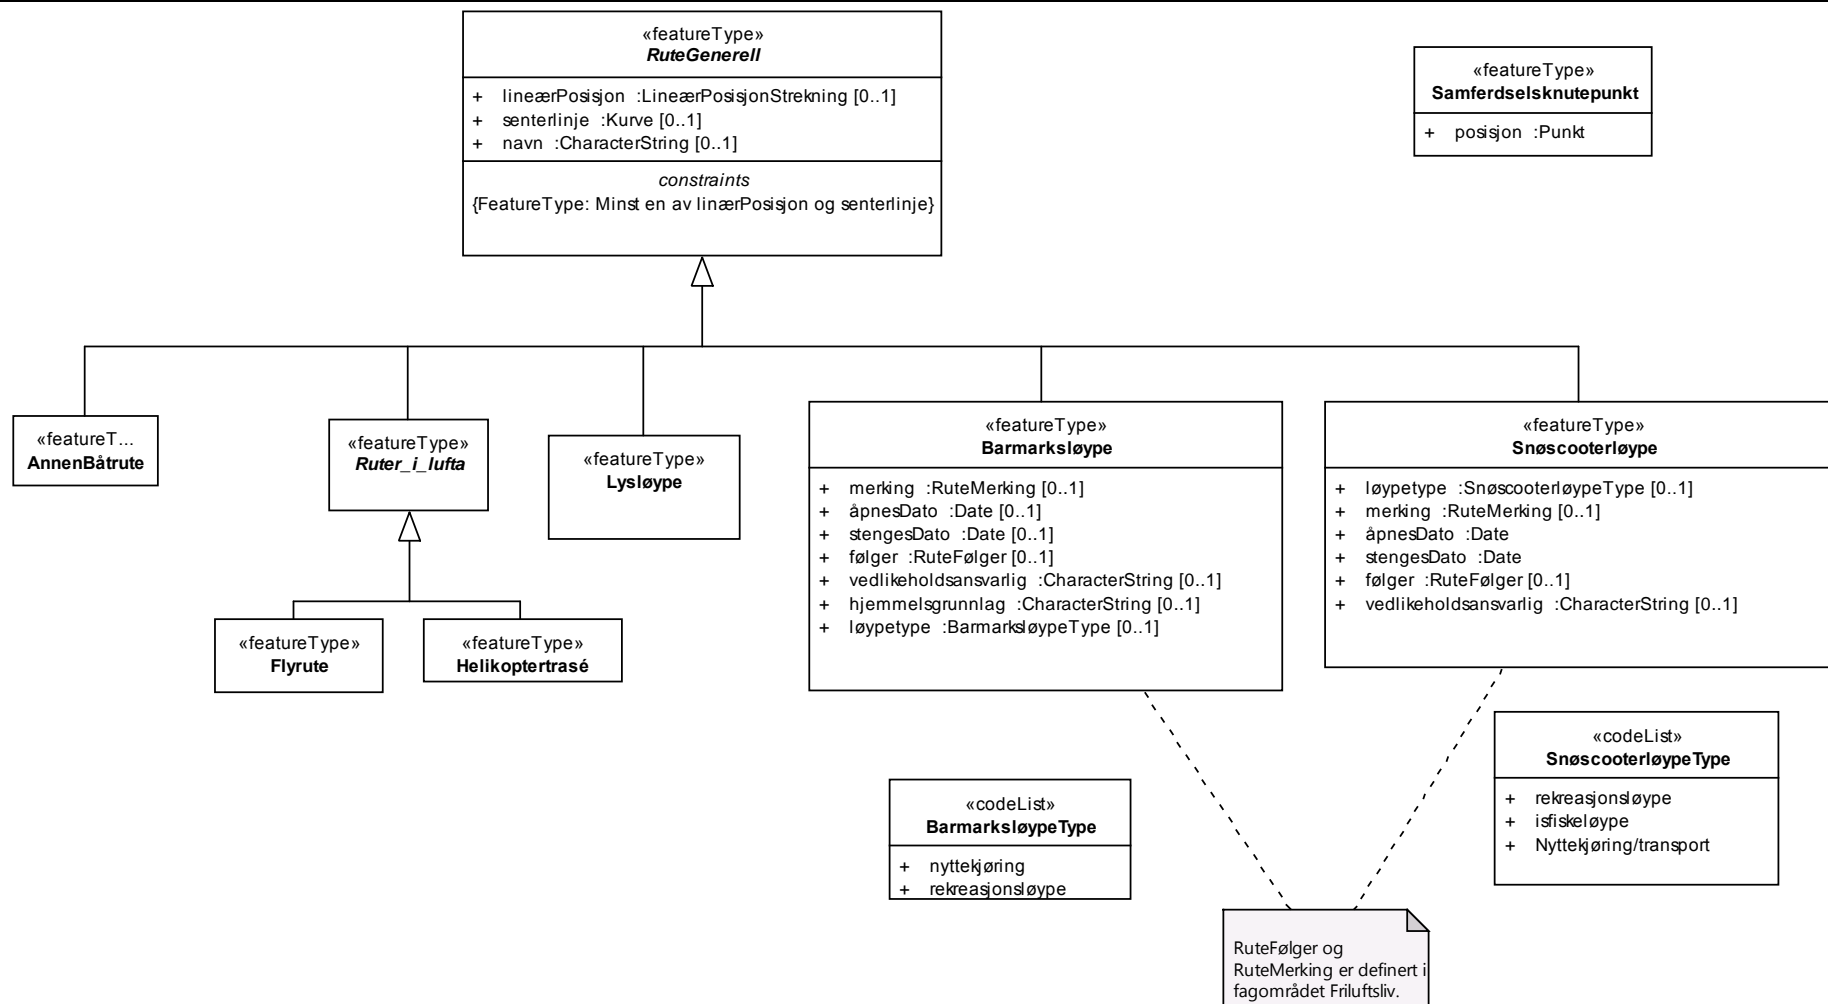 «featureType»
RuteGenerell
+ lineærPosisjon :LineærPosisjonStrekning [0..1]
+ senterlinje :Kurve [0..1]
+ navn :CharacterString [0..1]
constraints
{FeatureType: Minst en av linærPosisjon og senterlinje}
«featureType»
Samferdselsknutepunkt
+ posisjon :Punkt
«featureT...
AnnenBåtrute
«featureType»
Ruter_i_lufta
«featureType»
Lysløype
«featureType»
Barmarksløype
+ merking :RuteMerking [0..1]
+ åpnesDato :Date [0..1]
+ stengesDato :Date [0..1]
+ følger :RuteFølger [0..1]
+ vedlikeholdsansvarlig :CharacterString [0..1]
+ hjemmelsgrunnlag :CharacterString [0..1]
+ løypetype :BarmarksløypeType [0..1]
«featureType»
Snøscooterløype
+ løypetype :SnøscooterløypeType [0..1]
+ merking :RuteMerking [0..1]
+ åpnesDato :Date
+ stengesDato :Date
+ følger :RuteFølger [0..1]
+ vedlikeholdsansvarlig :CharacterString [0..1]
«featureType»
Flyrute
«featureType»
Helikoptertrasé
«codeList»
BarmarksløypeType
+ nyttekjøring
+ rekreasjonsløype
«codeList»
SnøscooterløypeType
+ rekreasjonsløype
+ isfiskeløype
+ Nyttekjøring/transport
RuteFølger og
RuteMerking er definert i
fagområdet Friluftsliv.